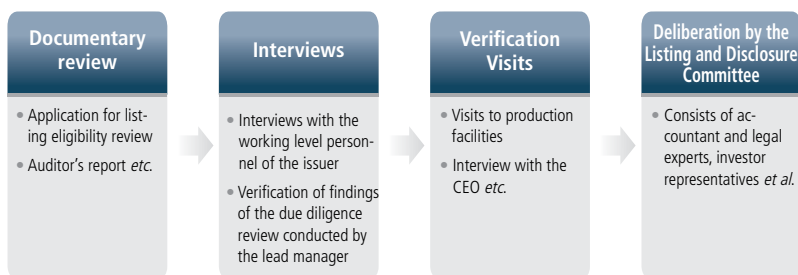 Documentary
review
• Application for list-
ing eligibility review
• Auditor's report etc.
Interviews
• Interviews with the
working level person-
nel of the issuer
• Verification of findings
of the due diligence
review conducted by
the lead manager
Verification
Visits
• Visits to production
facilities
• Interview with the
CEO etc.
Deliberation by the
Listing and Disclosure
Committee
• Consists of ac-
countant and legal
experts, investor
representatives et al.